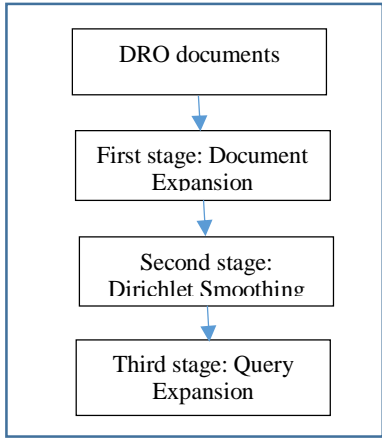 DRO documents
First stage: Document
Expansion
Second stage:
Dirichlet Smoothing
Third stage: Query
Expansion